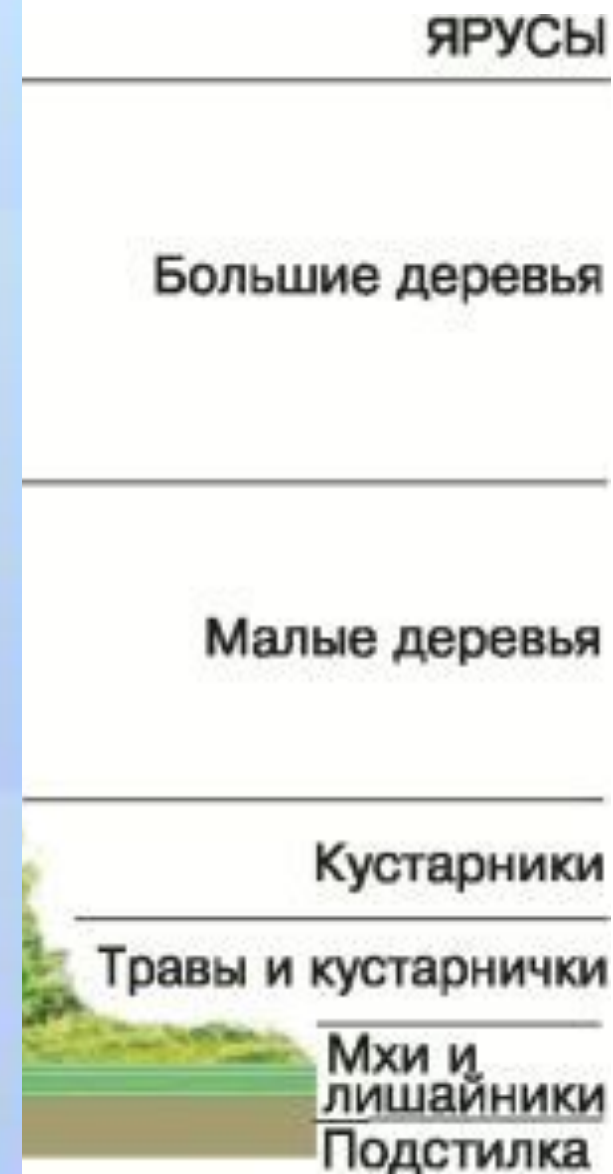 ЯРУСЫ
Большие деревья
Малые деревья
Кустарники
Травы и кустарнички
Мхи и
лишайники
Подстилка